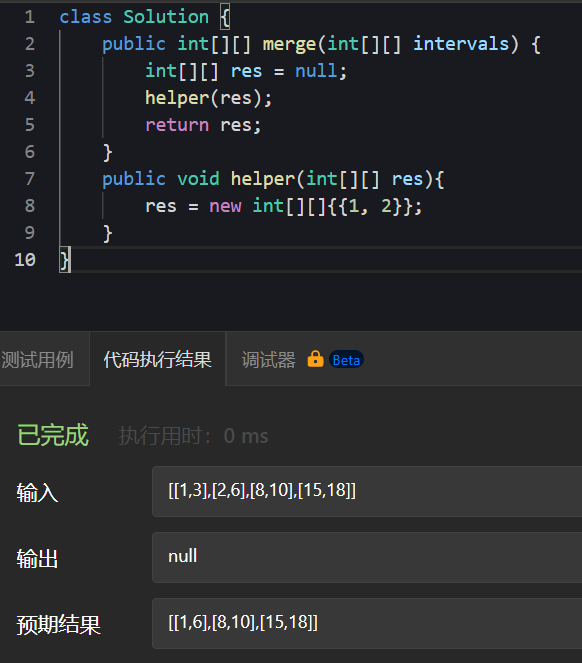 1 class Solution {
2 public int[][] merge(int[][] intervals) {
3 int[][] res = null;
4 helper(res);
5 return res;
6 }
7 public void helper(int[][] res){
8 res = new int[][]{{1, 2}};
9 }
10 }
测试用例 代码执行结果 调试器 Beta
已完成 执行用时: 0 ms
输入 [[1,3],[2,6],[8,10],[15,18]]
输出 null
预期结果 [[1,6],[8,10],[15,18]]